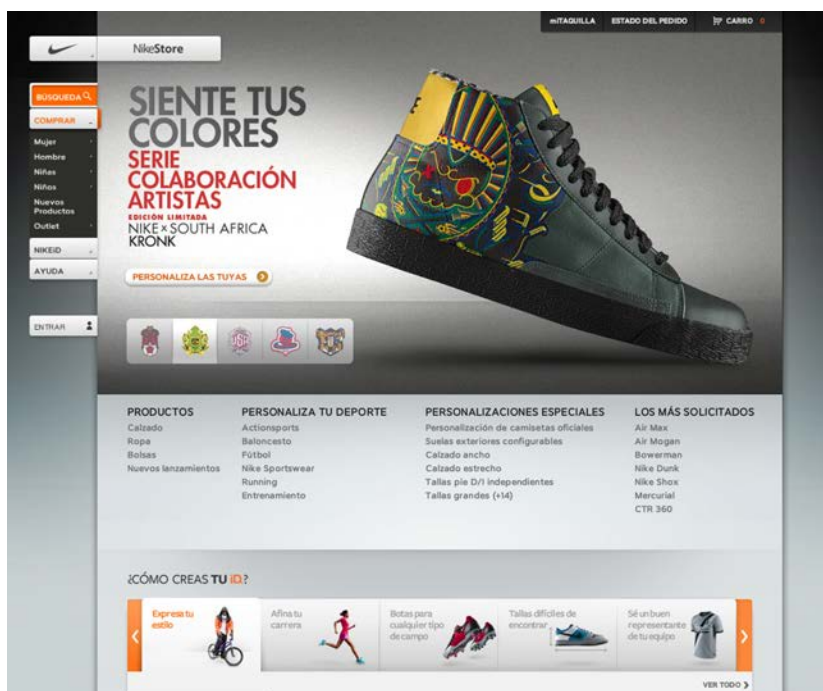 miTAQUILLA
ESTADO DEL PEDIDO
CARRO 0
NikeStore
BÚSQUEDA
COMPRAR
Mujer
Hombre
Niñas
Niños
Nuevos
Productos
Outlet
NIKEiD
AYUDA
ENTRAR
SIENTE TUS
COLORES
SERIE
COLABORACIÓN
ARTISTAS
EDICIÓN LIMITADA
NIKE × SOUTH AFRICA
KRONK
PERSONALIZA LAS TUYAS
USA
PRODUCTOS
Calzado
Ropa
Bolsas
Nuevos lanzamientos
PERSONALIZA TU DEPORTE
Actionsports
Baloncesto
Fútbol
Nike Sportswear
Running
Entrenamiento
PERSONALIZACIONES ESPECIALES
Personalización de camisetas oficiales
Suelas exteriores configurables
Calzado ancho
Calzado estrecho
Tallas pie D/I independientes
Tallas grandes (+14)
LOS MÁS SOLICITADOS
Air Max
Air Mogan
Bowerman
Nike Dunk
Nike Shox
Mercurial
CTR 360
¿CÓMO CREAS TU iD.?
Expresa tu
estilo
Afina tu
carrera
Botas para
cualquier tipo
de campo
Tallas difíciles de
encontrar
Sé un buen
representante
de tu equipo
VER TODO